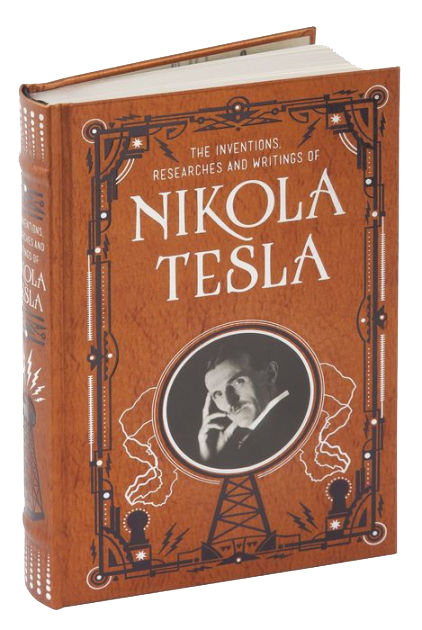 THE INVENTIONS,
RESEARCHES AND WRITINGS OF
NIKOLA
TESLA